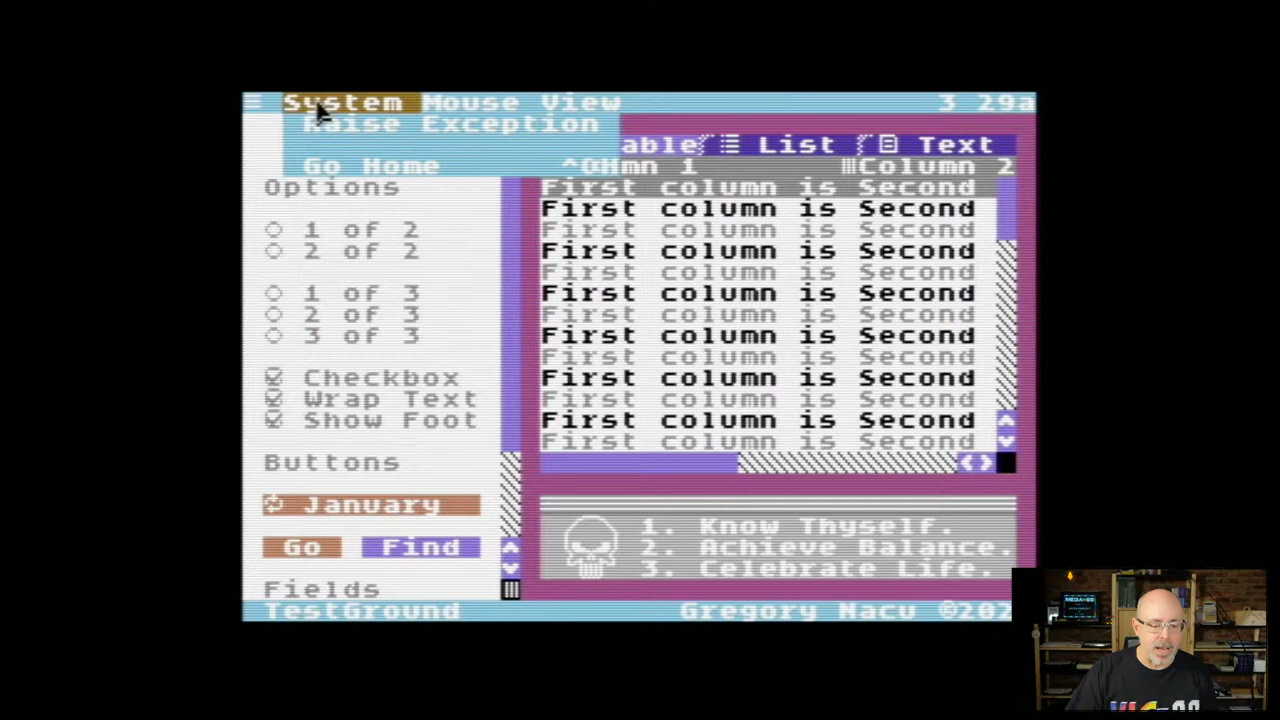 System Mouse View 3 29a
Raise Exception
able List Text
Go Home mn 1 Column 2
Options First column is Second
First column is Second
1 of 2 First column is Second
2 of 2 First column is Second
First column is Second
1 of 3 First column is Second
2 of 3 First column is Second
3 of 3 First column is Second
First column is Second
Checkbox First column is Second
Wrap Text First column is Second
Show Foot First column is Second
First column is Second
Buttons
January
1. Know Thyself.
Go Find 2. Achieve Balance.
3. Celebrate Life.
Fields
TestGround Gregory Nacu ©202
MEGA65